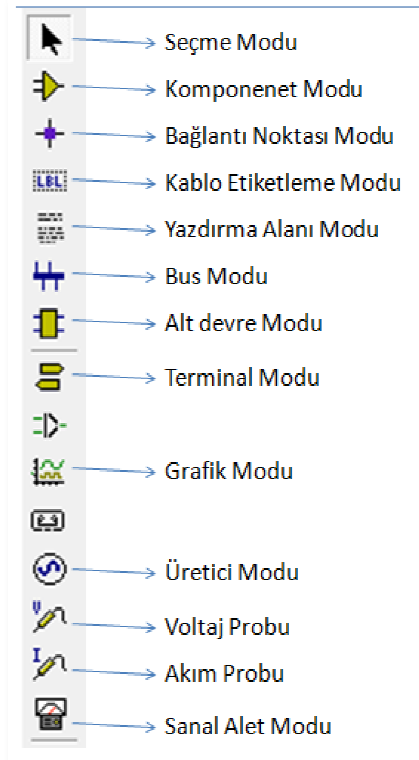 Seçme Modu
Komponenet Modu
Bağlantı Noktası Modu
LBL Kablo Etiketleme Modu
Yazdırma Alanı Modu
Bus Modu
Alt devre Modu
Terminal Modu
Grafik Modu
Üretici Modu
V Voltaj Probu
I Akım Probu
Sanal Alet Modu